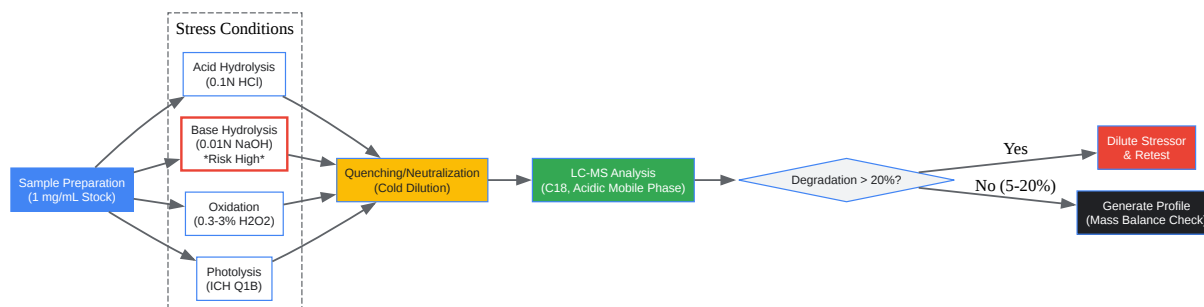 Stress Conditions
Acid Hydrolysis
(0.1N HCl)
Base Hydrolysis
(0.01N NaOH)
*Risk High*
Sample Preparation
(1 mg/mL Stock)
Oxidation
(0.3-3% H2O2)
Photolysis
(ICH Q1B)
Quenching/Neutralization
(Cold Dilution)
LC-MS Analysis
(C18, Acidic Mobile Phase)
Degradation > 20%?
Yes
No (5-20%)
Dilute Stressor
& Retest
Generate Profile
(Mass Balance Check)